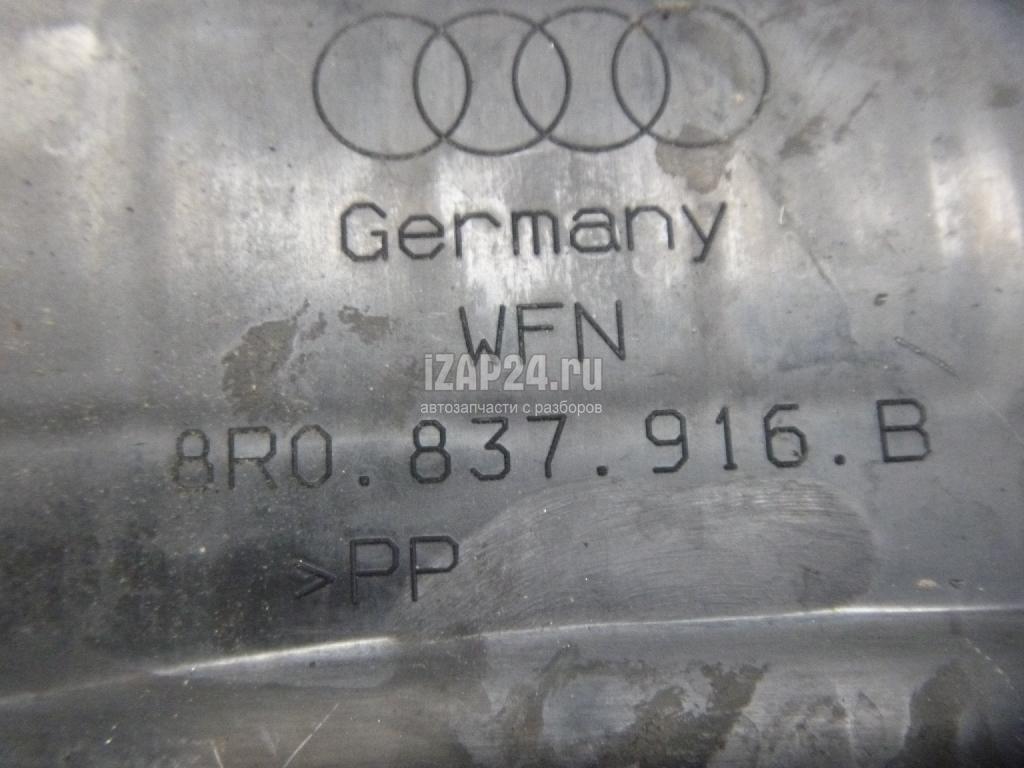 Germany
WFN
iZAP24.ru
автозапчасти с разборов
8R0.837.916.B
>PP